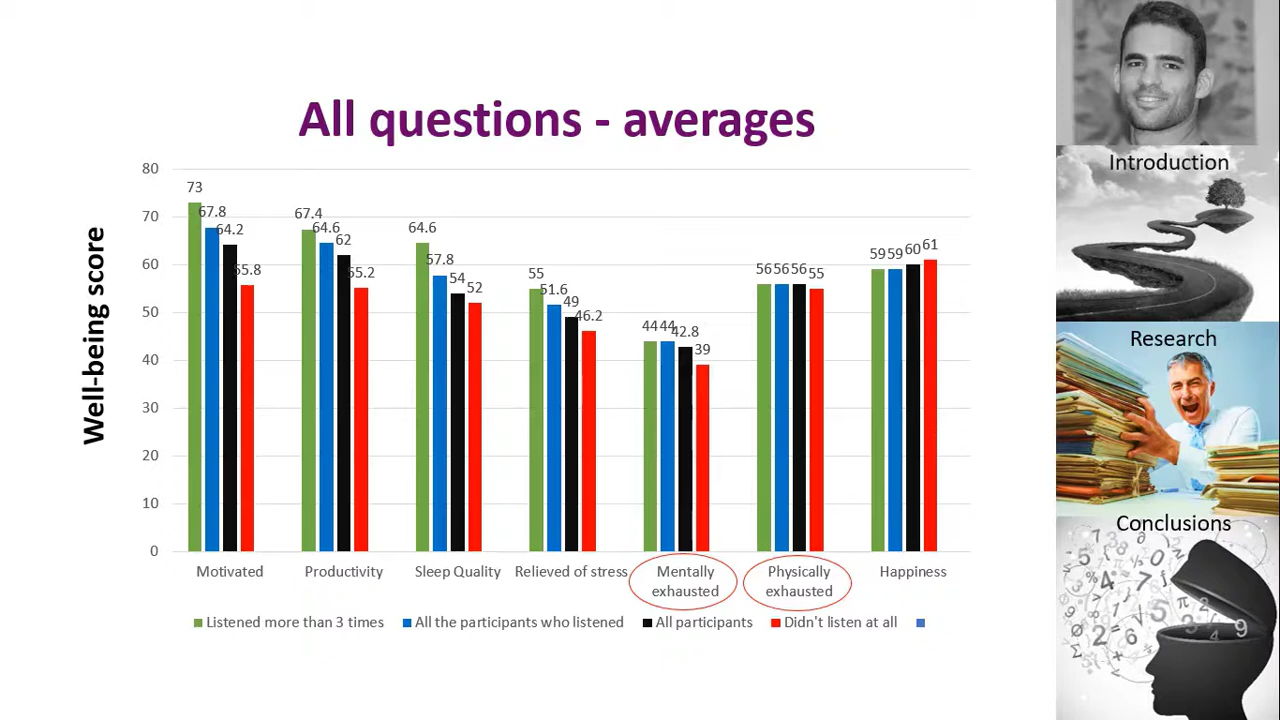 All questions - averages
Well-being score
80
70
60
50
40
30
20
10
0
73
67.8
64.2
55.8
67.4
64.6
62
55.2
64.6
57.8
54
52
55
51.6
49
46.2
44
44
42.8
39
56
56
56
55
59
59
60
61
Motivated
Productivity
Sleep Quality
Relieved of stress
Mentally
exhausted
Physically
exhausted
Happiness
Listened more than 3 times
All the participants who listened
All participants
Didn't listen at all
Introduction
Research
Conclusions